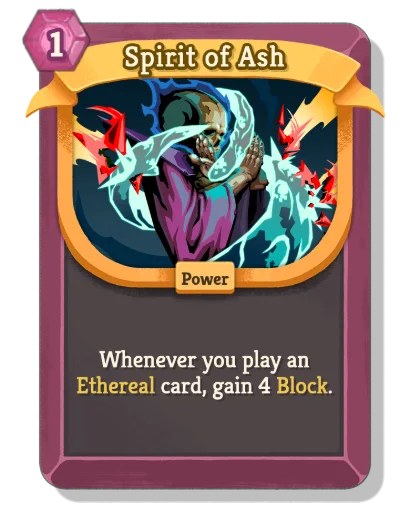 1
Spirit of Ash
Power
Whenever you play an
Ethereal card, gain 4 Block.